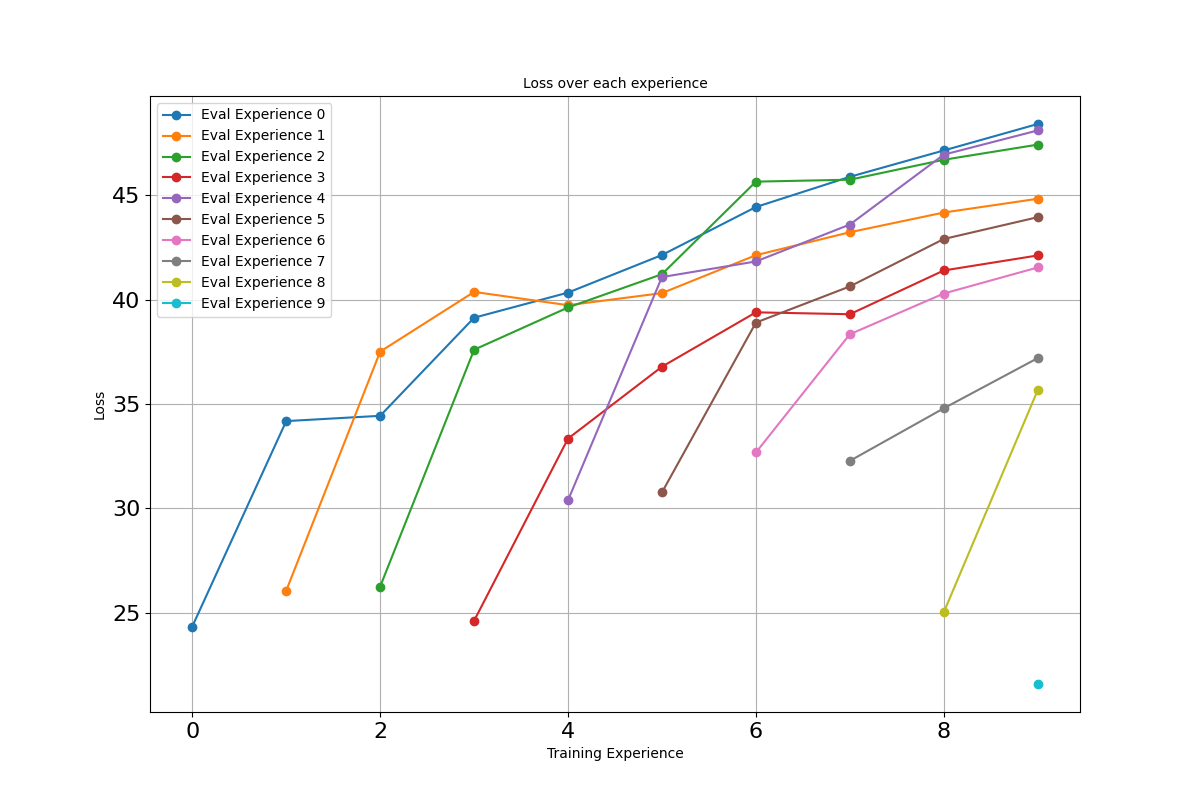 Loss over each experience
Eval Experience 0
Eval Experience 1
Eval Experience 2
Eval Experience 3
Eval Experience 4
Eval Experience 5
Eval Experience 6
Eval Experience 7
Eval Experience 8
Eval Experience 9
45
40
35
30
25
Loss
0 2 4 6 8
Training Experience